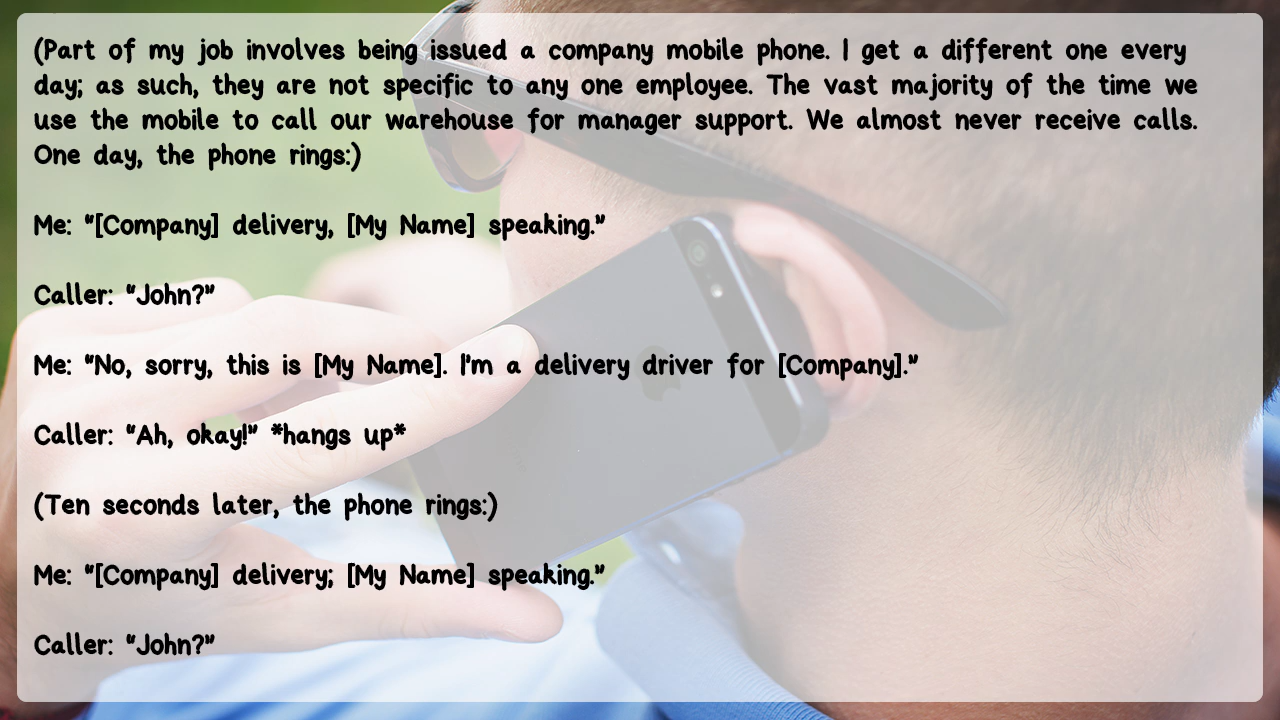 (Part of my job involves being issued a company mobile phone. I get a different one every
day; as such, they are not specific to any one employee. The vast majority of the time we
use the mobile to call our warehouse for manager support. We almost never receive calls.
One day, the phone rings:)
Me: "[Company] delivery, [My Name] speaking."
Caller: "John?"
Me: "No, sorry, this is [My Name]. I'm a delivery driver for [Company]."
Caller: "Ah, okay!" *hangs up*
(Ten seconds later, the phone rings:)
Me: "[Company] delivery; [My Name] speaking."
Caller: "John?"